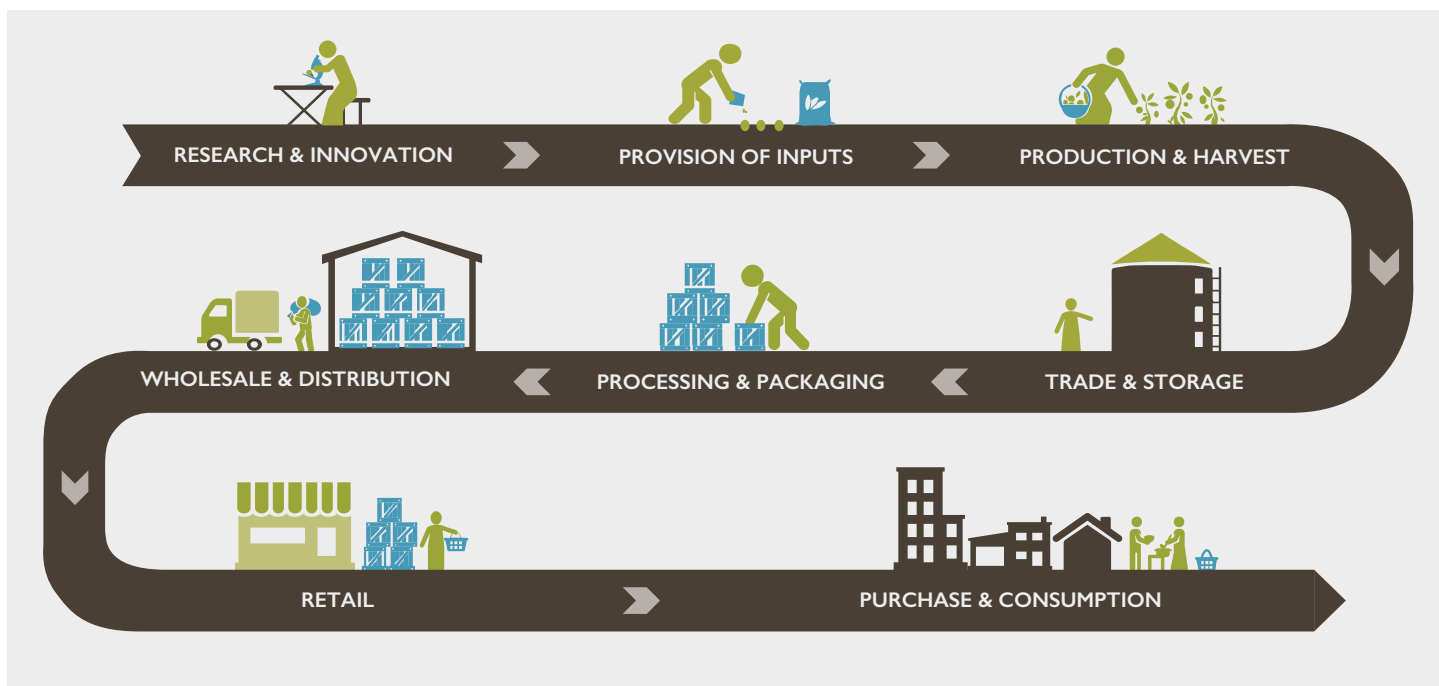 RESEARCH & INNOVATION
PROVISION OF INPUTS
PRODUCTION & HARVEST
TRADE & STORAGE
PROCESSING & PACKAGING
WHOLESALE & DISTRIBUTION
RETAIL
PURCHASE & CONSUMPTION